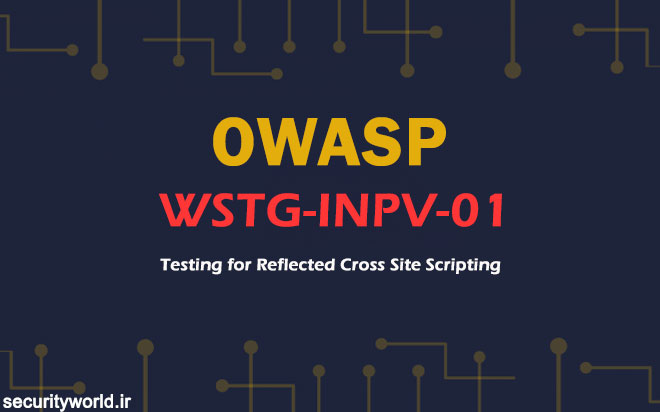 OWASP
WSTG-INPV-01
Testing for Reflected Cross Site Scripting
securityworld.ir